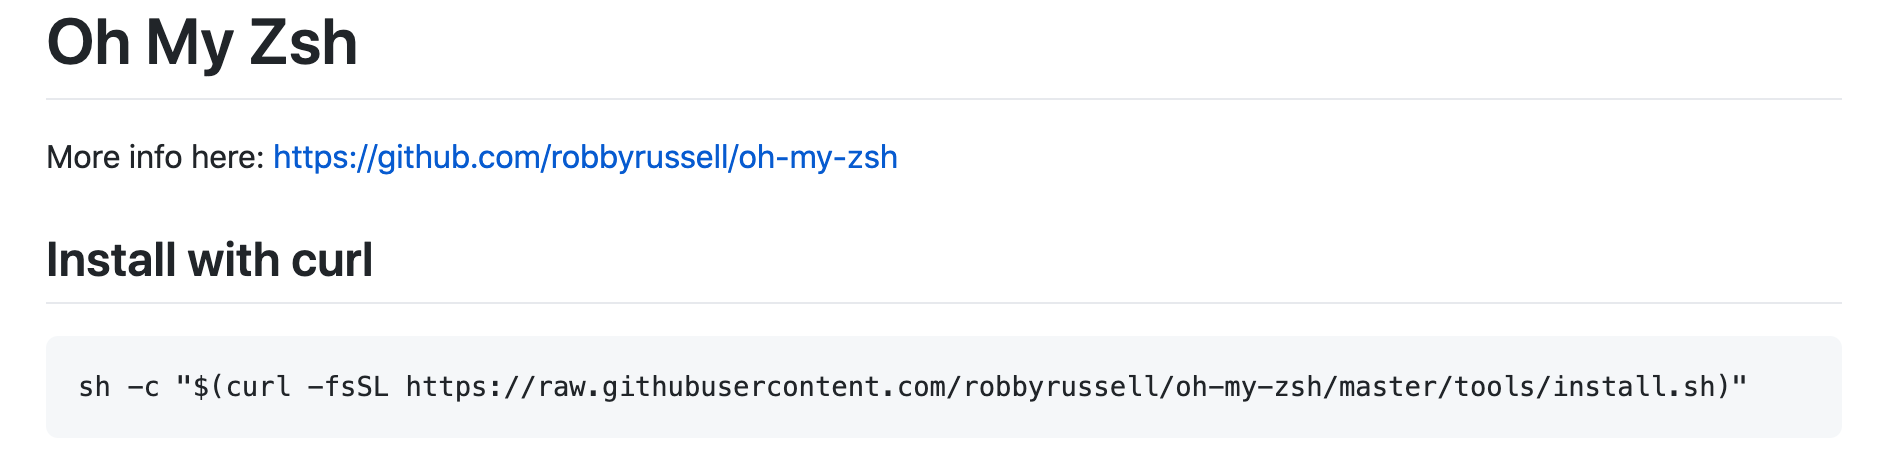 Oh My Zsh
More info here: https://github.com/robbyrussell/oh-my-zsh
Install with curl
sh -c "$(curl -fsSL https://raw.githubusercontent.com/robbyrussell/oh-my-zsh/master/tools/install.sh)"